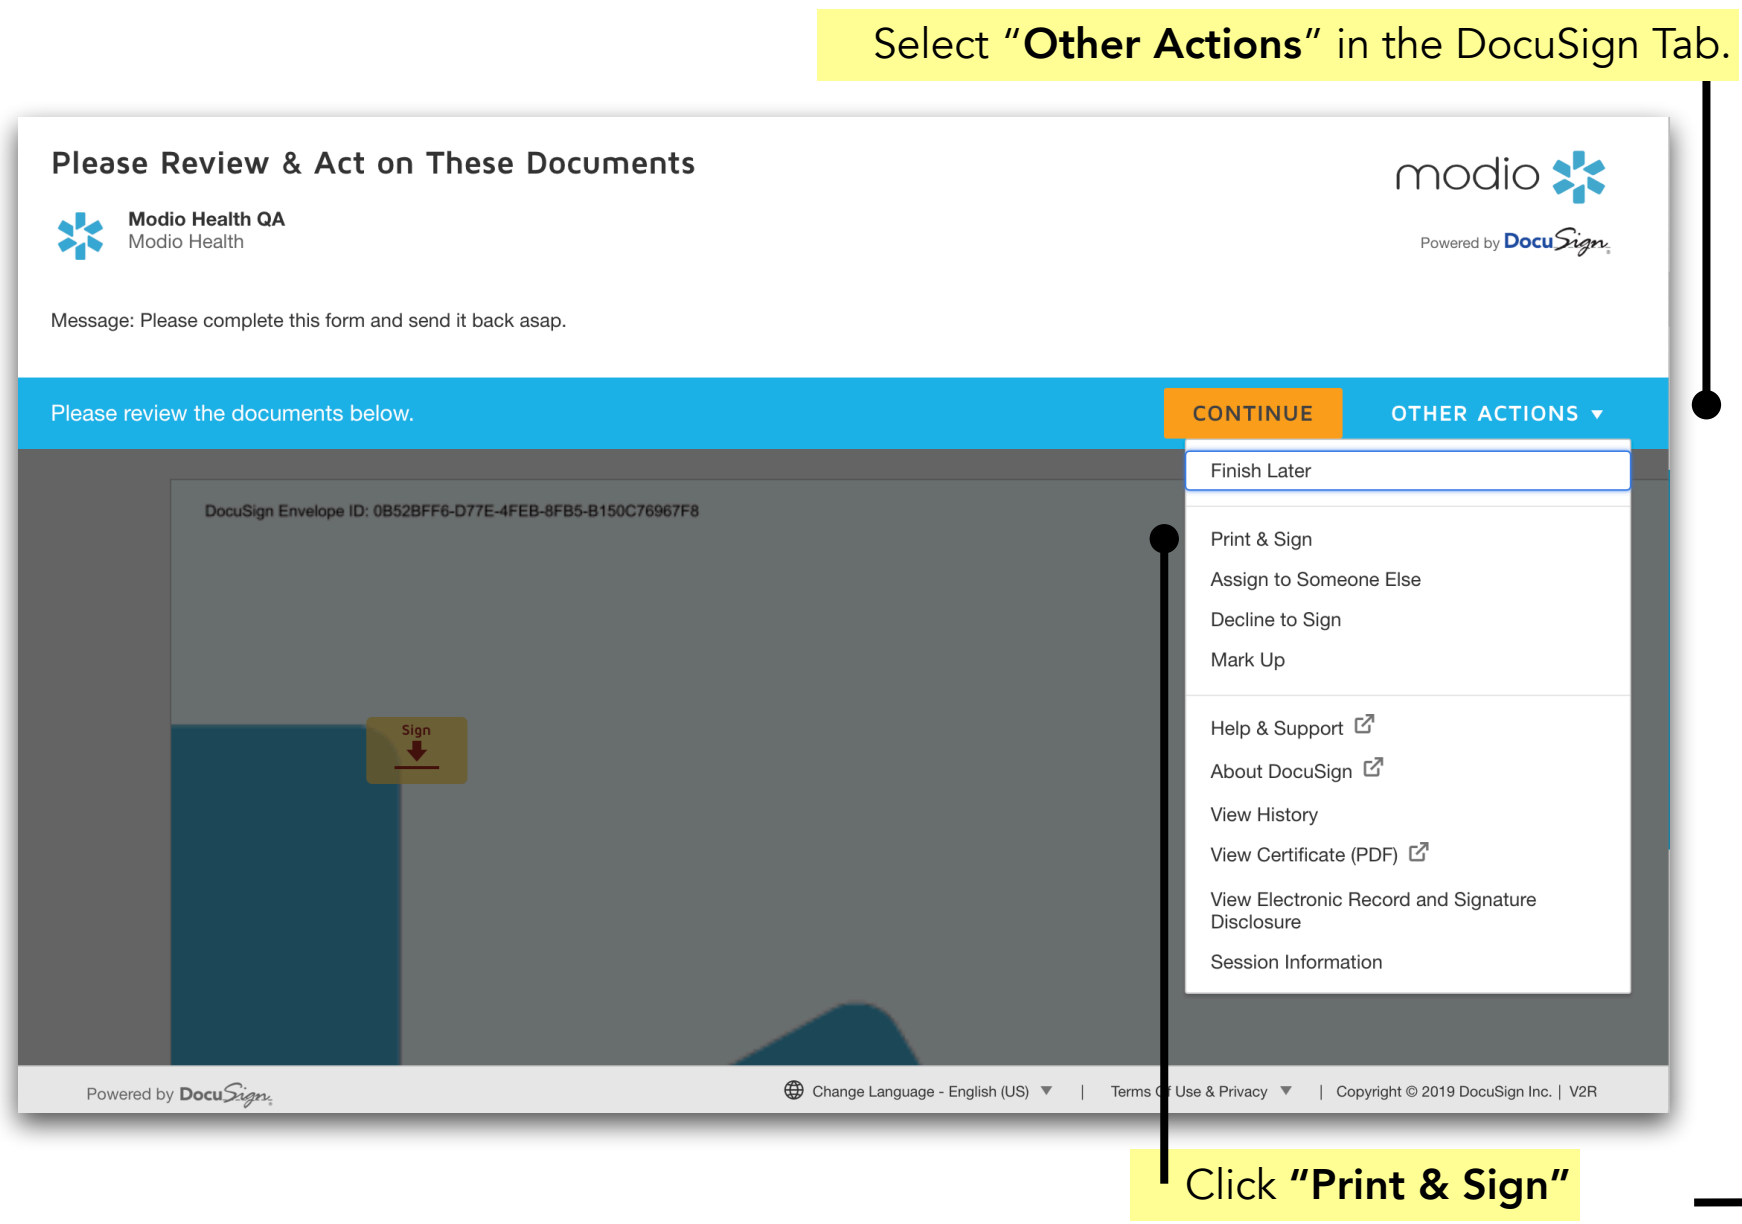 Select “Other Actions” in the DocuSign Tab.
Please Review & Act on These Documents
modio
Modio Health QA
Modio Health
Powered by DocuSign
Message: Please complete this form and send it back asap.
Please review the documents below.
CONTINUE
OTHER ACTIONS
Finish Later
DocuSign Envelope ID: 0B52BFF6-D77E-4FEB-8FB5-B150C76967F8
Print & Sign
Assign to Someone Else
Decline to Sign
Mark Up
Sign
Help & Support
About DocuSign
View History
View Certificate (PDF)
View Electronic Record and Signature
Disclosure
Session Information
Powered by DocuSign
Change Language - English (US)
Terms Of Use & Privacy
Copyright © 2019 DocuSign Inc. | V2R
Click “Print & Sign”